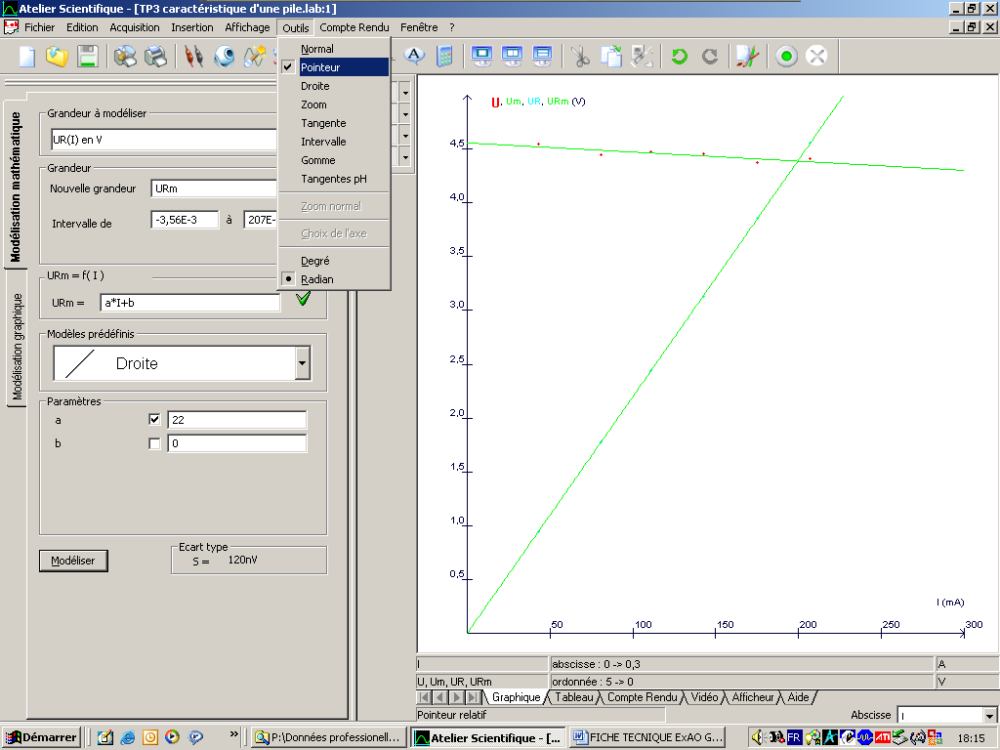 Atelier Scientifique - [TP3 caractéristique d'une pile.lab:1]
Fichier Edition Acquisition Insertion Affichage Outils Compte Rendu Fenêtre ?
Normal
Pointeur
Droite
Zoom
Tangente
Intervalle
Gomme
Tangentes pH
Zoom normal
Choix de l'axe
Degré
Radian
Modélisation mathématique
Modélisation graphique
Grandeur à modéliser
UR(I) en V
Grandeur
Nouvelle grandeur URm
Intervalle de -3,56E-3 à 207E-
URm = f( I )
URm = a*I+b
Modèles prédéfinis
Droite
Paramètres
a 22
b 0
Modéliser
Ecart type
S = 120nV
U, Um, UR, URm (V)
4,5
4,0
3,5
3,0
2,5
2,0
1,5
1,0
0,5
I (mA)
50 100 150 200 250 300
I abscisse : 0 -> 0,3 A
U, Um, UR, URm ordonnée : 5 -> 0 V
Graphique Tableau Compte Rendu Vidéo Afficheur Aide
Pointeur relatif Abscisse I
Démarrer » P:\Données professionell... Atelier Scientifique - [... FICHE TECHNIQUE ExAO G... FR ATI 18:15